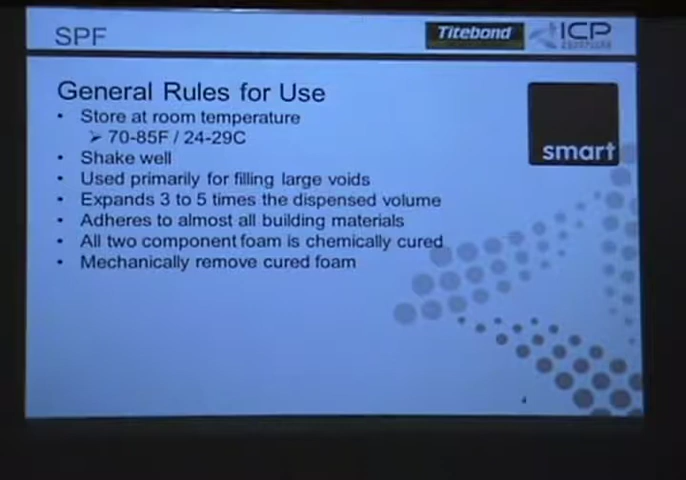 SPF
Titebond
ICP
General Rules for Use
• Store at room temperature
➢ 70-85F / 24-29C
• Shake well
• Used primarily for filling large voids
• Expands 3 to 5 times the dispensed volume
• Adheres to almost all building materials
• All two component foam is chemically cured
• Mechanically remove cured foam
smart
4